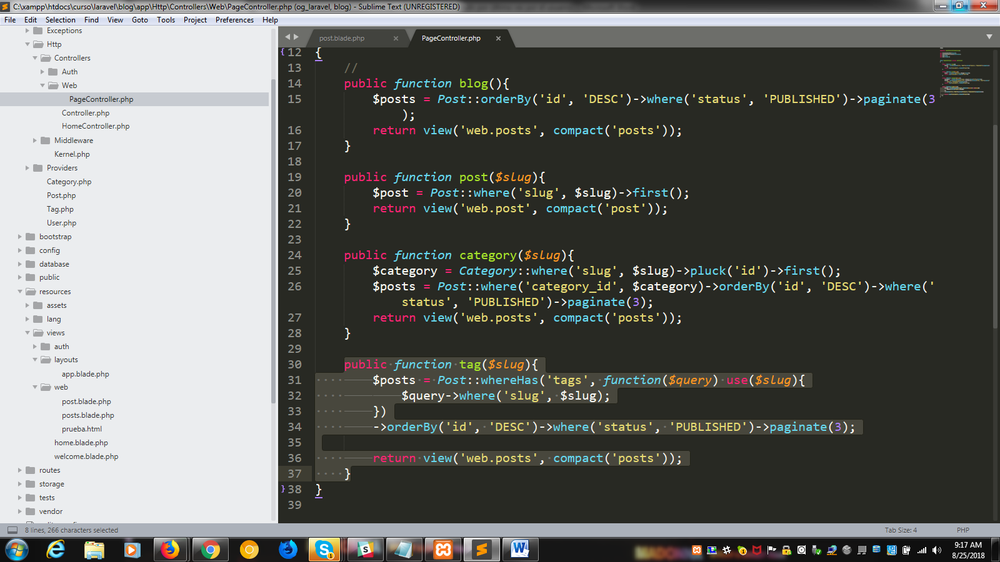 C:\xampp\htdocs\curso\laravel\blog\app\Http\Controllers\Web\PageController.php (og_laravel, blog) - Sublime Text (UNREGISTERED)
File Edit Selection Find View Goto Tools Project Preferences Help
Exceptions
Http
Controllers
Auth
Web
PageController.php
Controller.php
HomeController.php
Middleware
Kernel.php
Providers
Category.php
Post.php
Tag.php
User.php
bootstrap
config
database
public
resources
assets
lang
views
auth
layouts
app.blade.php
web
post.blade.php
posts.blade.php
prueba.html
home.blade.php
welcome.blade.php
routes
storage
tests
vendor
post.blade.php × PageController.php ×
12 {
13 //
14 public function blog(){
15 $posts = Post::orderBy('id', 'DESC')->where('status', 'PUBLISHED')->paginate(3
);
16 return view('web.posts', compact('posts'));
17 }
18
19 public function post($slug){
20 $post = Post::where('slug', $slug)->first();
21 return view('web.post', compact('post'));
22 }
23
24 public function category($slug){
25 $category = Category::where('slug', $slug)->pluck('id')->first();
26 $posts = Post::where('category_id', $category)->orderBy('id', 'DESC')->where('
status', 'PUBLISHED')->paginate(3);
27 return view('web.posts', compact('posts'));
28 }
29
30 public function tag($slug){
31 $posts = Post::whereHas('tags', function($query) use($slug){
32 $query->where('slug', $slug);
33 })
34 ->orderBy('id', 'DESC')->where('status', 'PUBLISHED')->paginate(3);
35
36 return view('web.posts', compact('posts'));
37 }
38 }
39
8 lines, 266 characters selected Tab Size: 4 PHP
9:17 AM
8/25/2018